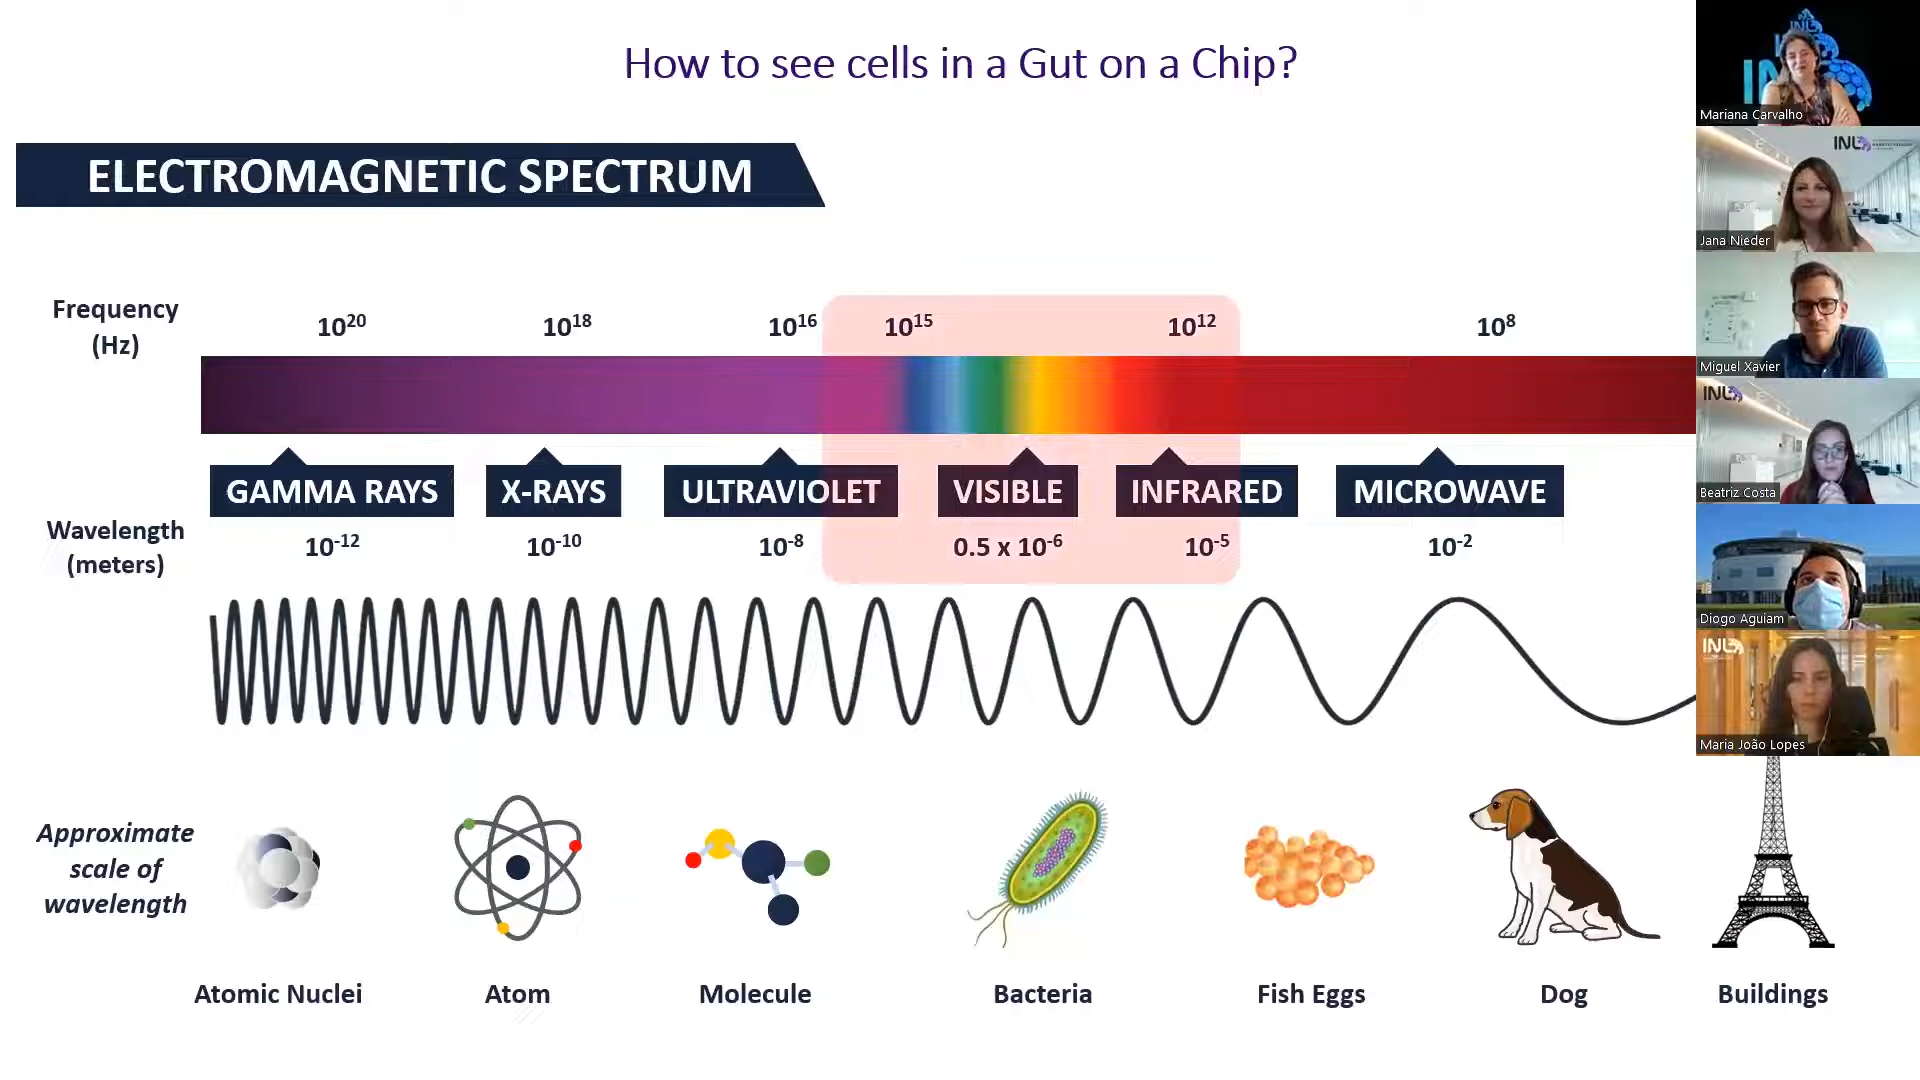 How to see cells in a Gut on a Chip?
ELECTROMAGNETIC SPECTRUM
Frequency
(Hz)
10²⁰ 10¹⁸ 10¹⁶ 10¹⁵ 10¹² 10⁸
GAMMA RAYS X-RAYS ULTRAVIOLET VISIBLE INFRARED MICROWAVE
Wavelength
(meters)
10⁻¹² 10⁻¹⁰ 10⁻⁸ 0.5 x 10⁻⁶ 10⁻⁵ 10⁻²
Approximate
scale of
wavelength
Atomic Nuclei Atom Molecule Bacteria Fish Eggs Dog Buildings
Mariana Carvalho
INL
Jana Nieder
Miguel Xavier
INL
Beatriz Costa
Diogo Aguiam
INL
Maria João Lopes